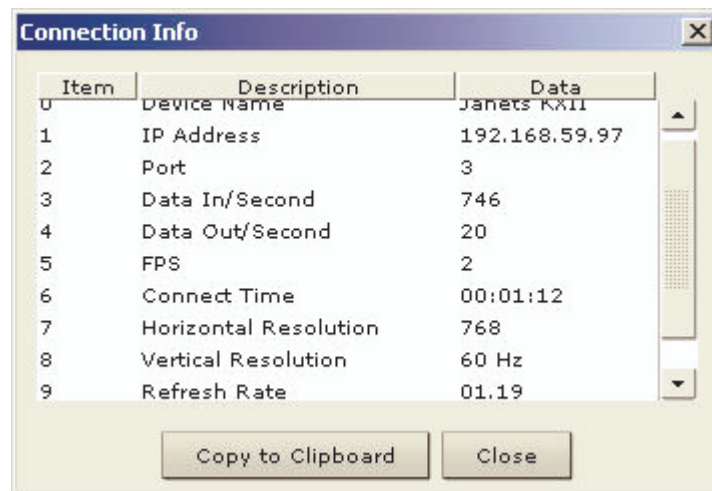 Connection Info
Item Description Data
0 Device Name Janets KXII
1 IP Address 192.168.59.97
2 Port 3
3 Data In/Second 746
4 Data Out/Second 20
5 FPS 2
6 Connect Time 00:01:12
7 Horizontal Resolution 768
8 Vertical Resolution 60 Hz
9 Refresh Rate 01.19
Copy to Clipboard Close